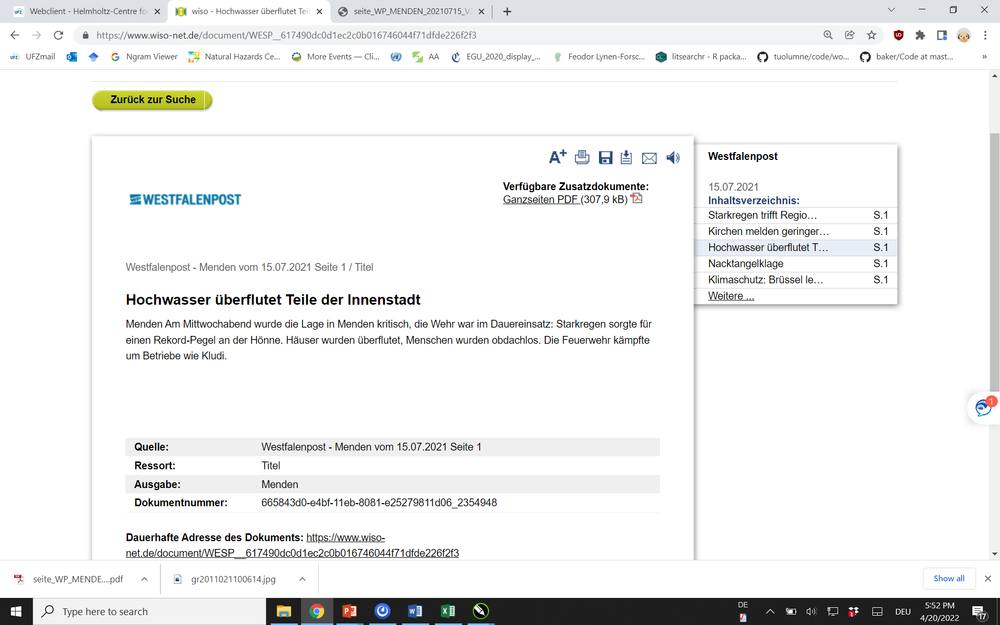 Webclient - Helmholtz-Centre for
wiso - Hochwasser überflutet Teil
seite_WP_MENDEN_20210715_V
https://www.wiso-net.de/document/WESP__617490dc0d1ec2c0b016746044f71dfde226f2f3
UFZmail
Ngram Viewer
Natural Hazards Ce...
More Events — Cli...
AA
EGU_2020_display_...
Feodor Lynen-Forsc...
litsearchr - R packa...
tuolumne/code/wo...
baker/Code at mast...
»
Zurück zur Suche
A+
WP WESTFALENPOST
Verfügbare Zusatzdokumente:
Ganzseiten PDF (307,9 kB)
Westfalenpost - Menden vom 15.07.2021 Seite 1 / Titel
Hochwasser überflutet Teile der Innenstadt
Menden Am Mittwochabend wurde die Lage in Menden kritisch, die Wehr war im Dauereinsatz: Starkregen sorgte für
einen Rekord-Pegel an der Hönne. Häuser wurden überflutet, Menschen wurden obdachlos. Die Feuerwehr kämpfte
um Betriebe wie Kludi.
Quelle: Westfalenpost - Menden vom 15.07.2021 Seite 1
Ressort: Titel
Ausgabe: Menden
Dokumentnummer: 665843d0-e4bf-11eb-8081-e25279811d06_2354948
Dauerhafte Adresse des Dokuments: https://www.wiso-
net.de/document/WESP__617490dc0d1ec2c0b016746044f71dfde226f2f3
Westfalenpost
15.07.2021
Inhaltsverzeichnis:
Starkregen trifft Regio… S.1
Kirchen melden geringer… S.1
Hochwasser überflutet T… S.1
Nacktangelklage S.1
Klimaschutz: Brüssel le… S.1
Weitere ...
1
seite_WP_MENDE....pdf
gr2011021100614.jpg
Show all
Type here to search
DE
3
DEU
5:52 PM
4/20/2022
17